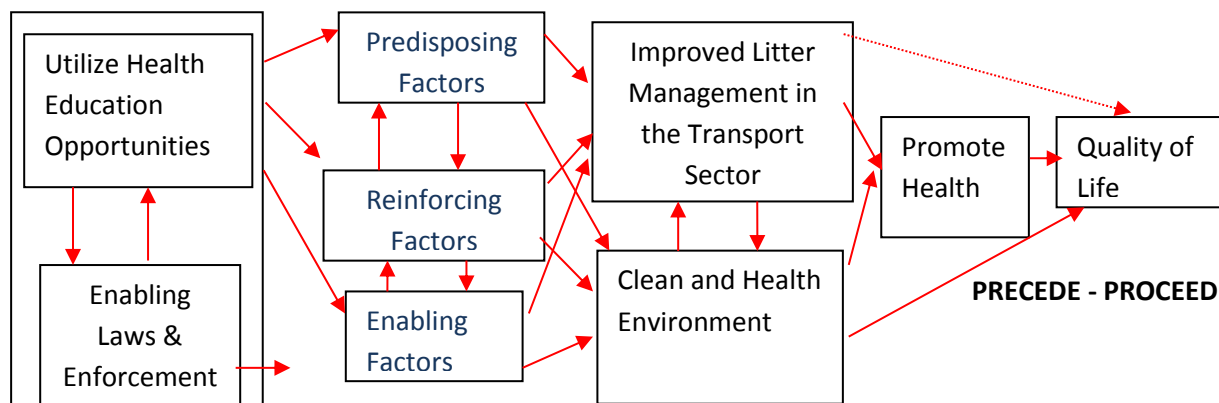 Utilize Health
Education
Opportunities
Enabling
Laws &
Enforcement
Predisposing
Factors
Reinforcing
Factors
Enabling
Factors
Improved Litter
Management in
the Transport
Sector
Clean and Health
Environment
Promote
Health
Quality of
Life
PRECEDE - PROCEED